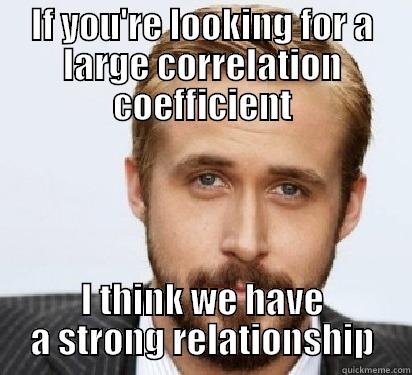 If you're looking for a
large correlation
coefficient
I think we have
a strong relationship
quickmeme.com